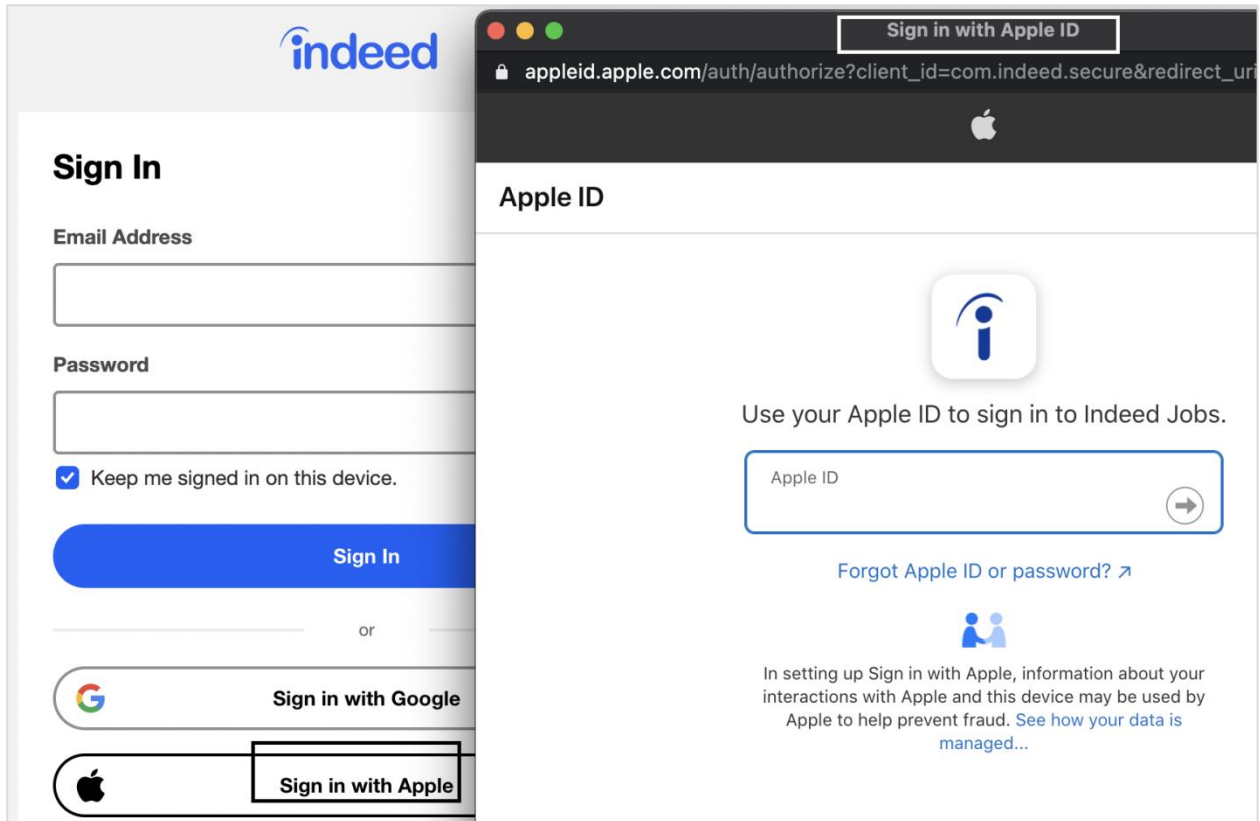 indeed
Sign In
Email Address
Password
Keep me signed in on this device.
Sign In
or
Sign in with Google
Sign in with Apple
Sign in with Apple ID
appleid.apple.com/auth/authorize?client_id=com.indeed.secure&redirect_uri
Apple ID
Use your Apple ID to sign in to Indeed Jobs.
Apple ID
Forgot Apple ID or password? ↗
In setting up Sign in with Apple, information about your
interactions with Apple and this device may be used by
Apple to help prevent fraud. See how your data is
managed...